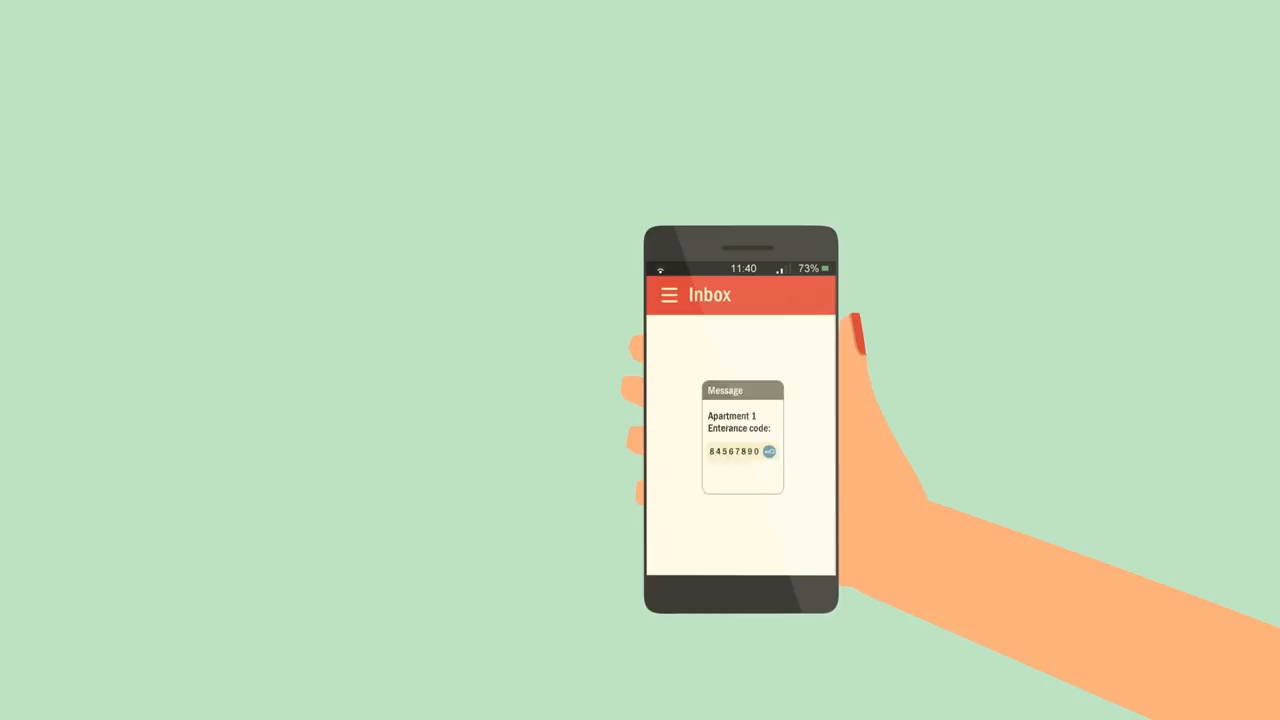 11:40 73%
Inbox
Message
Apartment 1
Enterance code:
84567890